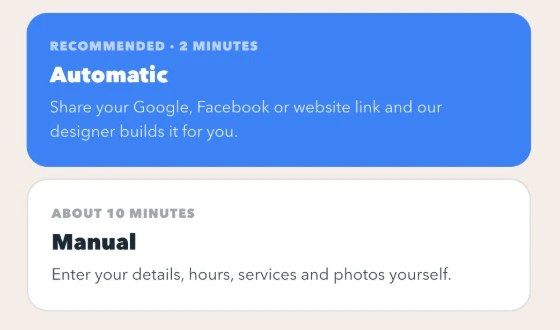 RECOMMENDED · 2 MINUTES
Automatic
Share your Google, Facebook or website link and our
designer builds it for you.
ABOUT 10 MINUTES
Manual
Enter your details, hours, services and photos yourself.